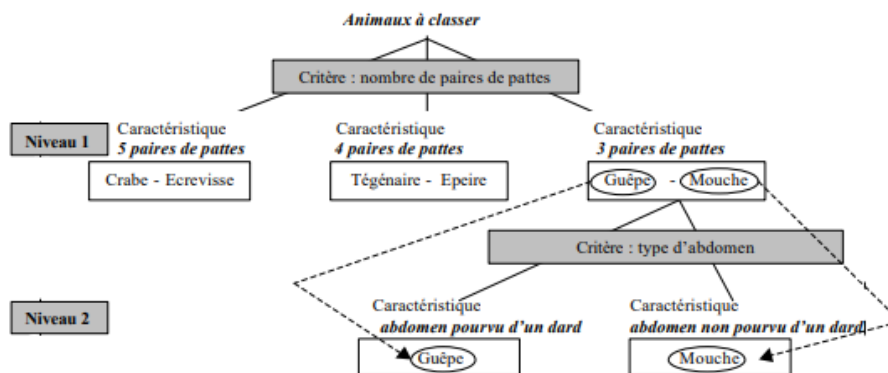 Animaux à classer
Critère : nombre de paires de pattes
Niveau 1
Caractéristique
5 paires de pattes
Crabe - Ecrevisse
Caractéristique
4 paires de pattes
Tégénaire - Epeire
Caractéristique
3 paires de pattes
Guêpe - Mouche
Critère : type d'abdomen
Niveau 2
Caractéristique
abdomen pourvu d'un dard
Guêpe
Caractéristique
abdomen non pourvu d'un dard
Mouche